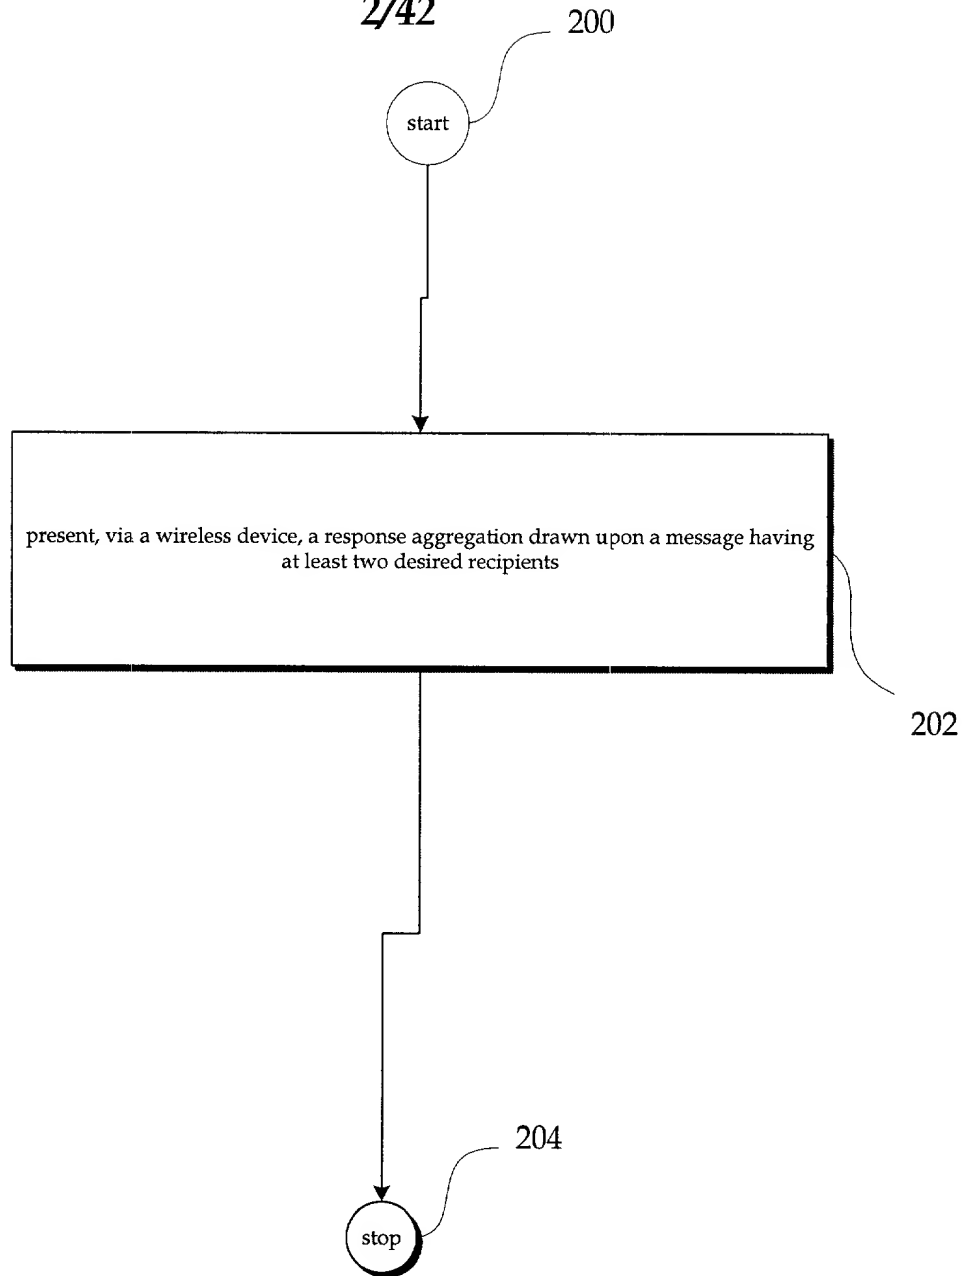 2/42
200
start
present, via a wireless device, a response aggregation drawn upon a message having
at least two desired recipients
202
204
stop